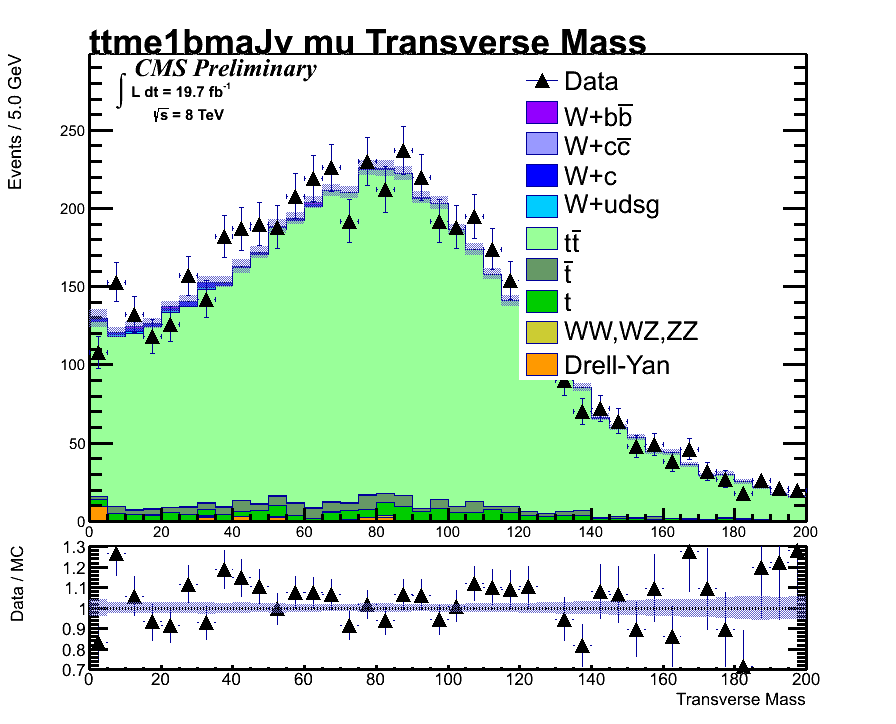 ttme1bmaJv mu Transverse Mass
CMS Preliminary
∫ L dt = 19.7 fb⁻¹
√s = 8 TeV
Events / 5.0 GeV
250
200
150
100
50
0
0 20 40 60 80 100 120 140 160 180 200
Data
W+bb̅
W+cc̅
W+c
W+udsg
tt̅
t̅
t
WW,WZ,ZZ
Drell-Yan
Data / MC
1.3
1.2
1.1
1
0.9
0.8
0.7
0 20 40 60 80 100 120 140 160 180 200
Transverse Mass